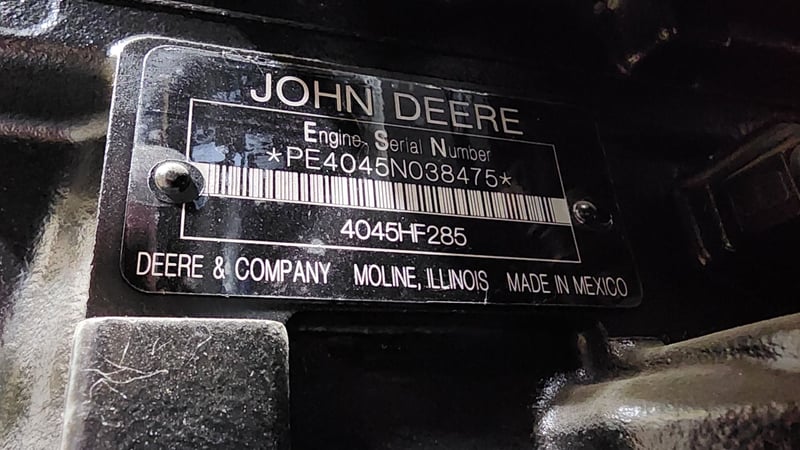 JOHN DEERE
Engine Serial Number
*PE4045N038475*
4045HF285
DEERE & COMPANY MOLINE, ILLINOIS MADE IN MEXICO